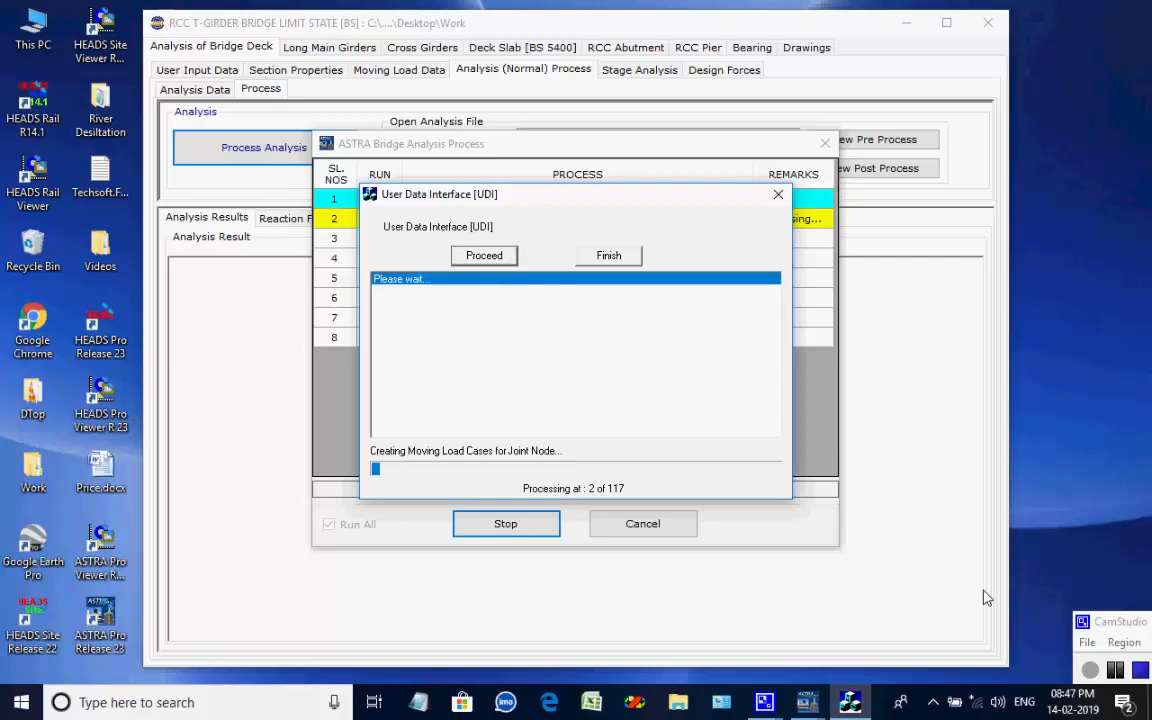 This PC
HEADS Site
Viewer R...
HEADS Rail
R14.1
River
Desiltation
HEADS Rail
Viewer
Techsoft.F...
Recycle Bin
Videos
Google
Chrome
HEADS Pro
Release 23
DTop
HEADS Pro
Viewer R 23
Work
Price.docx
Google Earth
Pro
ASTRA Pro
Viewer R...
HEADS Site
Release 22
ASTRA Pro
Release 23
RCC T-GIRDER BRIDGE LIMIT STATE [BS] : C:\....\Desktop\Work
Analysis of Bridge Deck
Long Main Girders
Cross Girders
Deck Slab [BS 5400]
RCC Abutment
RCC Pier
Bearing
Drawings
User Input Data
Section Properties
Moving Load Data
Analysis (Normal) Process
Stage Analysis
Design Forces
Analysis Data
Process
Analysis
Open Analysis File
Process Analysis
ew Pre Process
ew Post Process
Analysis Results
Reaction F
Analysis Result
ASTRA Bridge Analysis Process
SL.
NOS
RUN
PROCESS
REMARKS
1
2
sing...
3
4
5
6
7
8
User Data Interface [UDI]
User Data Interface [UDI]
Proceed
Finish
Please wait...
Creating Moving Load Cases for Joint Node...
Processing at : 2 of 117
Run All
Stop
Cancel
CamStudio
File
Region
Type here to search
imo
ENG
08:47 PM
14-02-2019
2